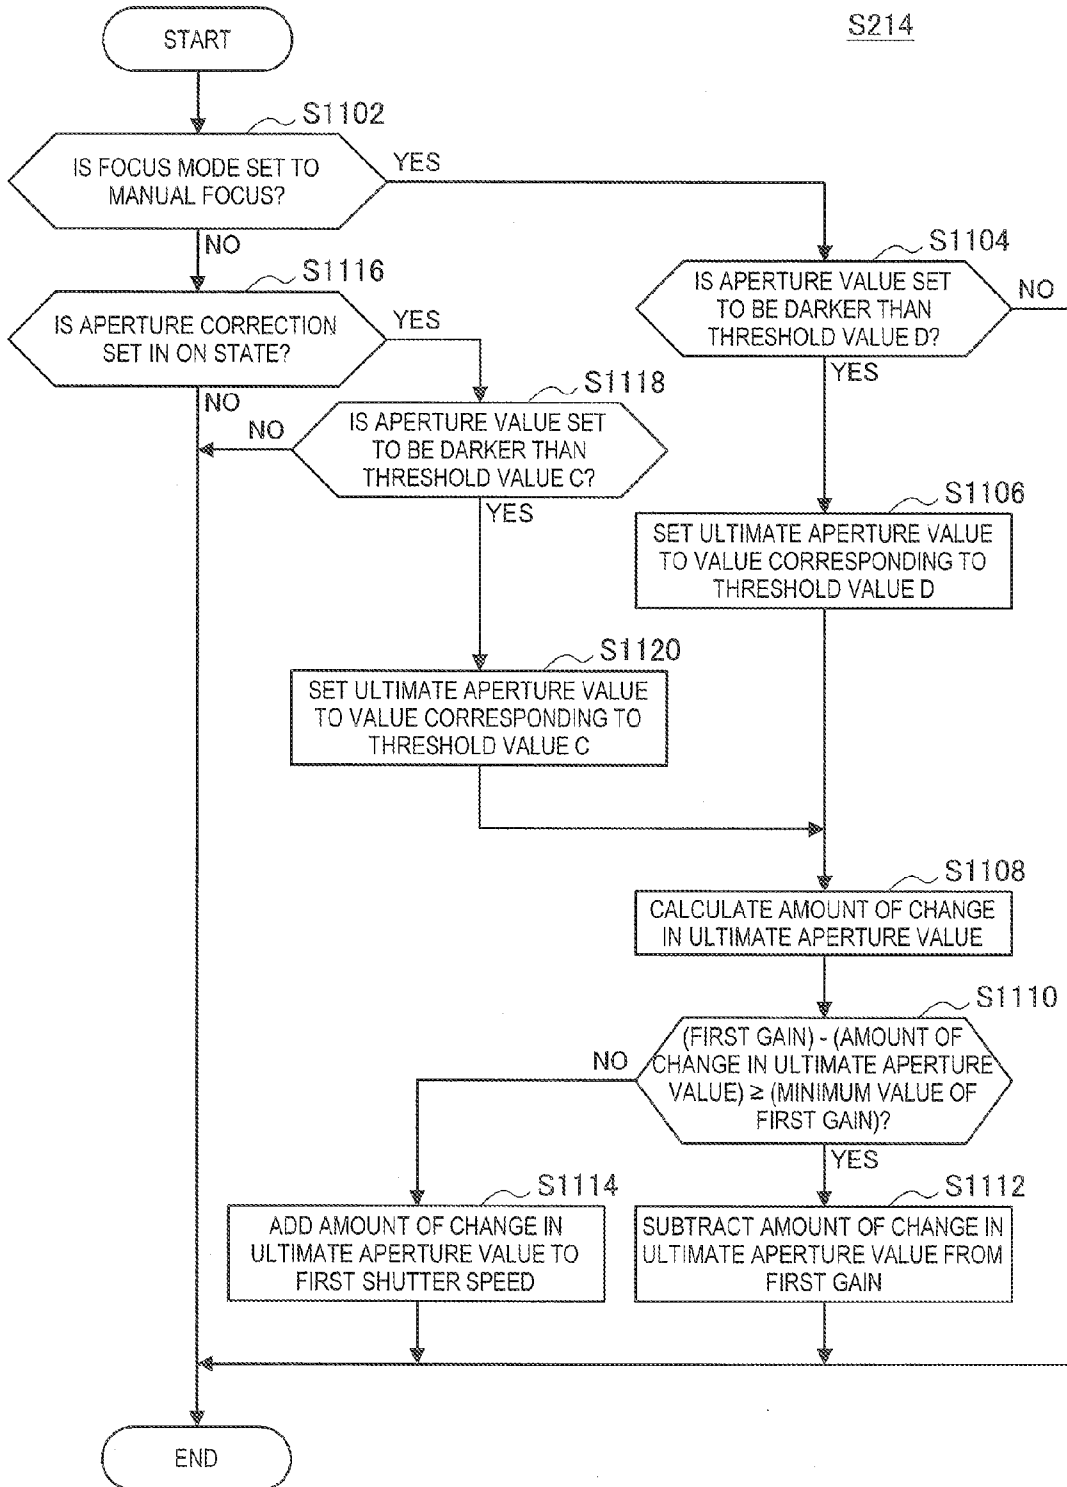 START
S214
S1102
IS FOCUS MODE SET TO
MANUAL FOCUS?
YES
NO
S1104
IS APERTURE VALUE SET
TO BE DARKER THAN
THRESHOLD VALUE D?
NO
YES
S1116
IS APERTURE CORRECTION
SET IN ON STATE?
YES
NO
S1118
IS APERTURE VALUE SET
TO BE DARKER THAN
THRESHOLD VALUE C?
NO
YES
S1106
SET ULTIMATE APERTURE VALUE
TO VALUE CORRESPONDING TO
THRESHOLD VALUE D
S1120
SET ULTIMATE APERTURE VALUE
TO VALUE CORRESPONDING TO
THRESHOLD VALUE C
S1108
CALCULATE AMOUNT OF CHANGE
IN ULTIMATE APERTURE VALUE
S1110
(FIRST GAIN) - (AMOUNT OF
CHANGE IN ULTIMATE APERTURE
VALUE) ≥ (MINIMUM VALUE OF
FIRST GAIN)?
NO
YES
S1114
ADD AMOUNT OF CHANGE IN
ULTIMATE APERTURE VALUE TO
FIRST SHUTTER SPEED
S1112
SUBTRACT AMOUNT OF CHANGE IN
ULTIMATE APERTURE VALUE FROM
FIRST GAIN
END